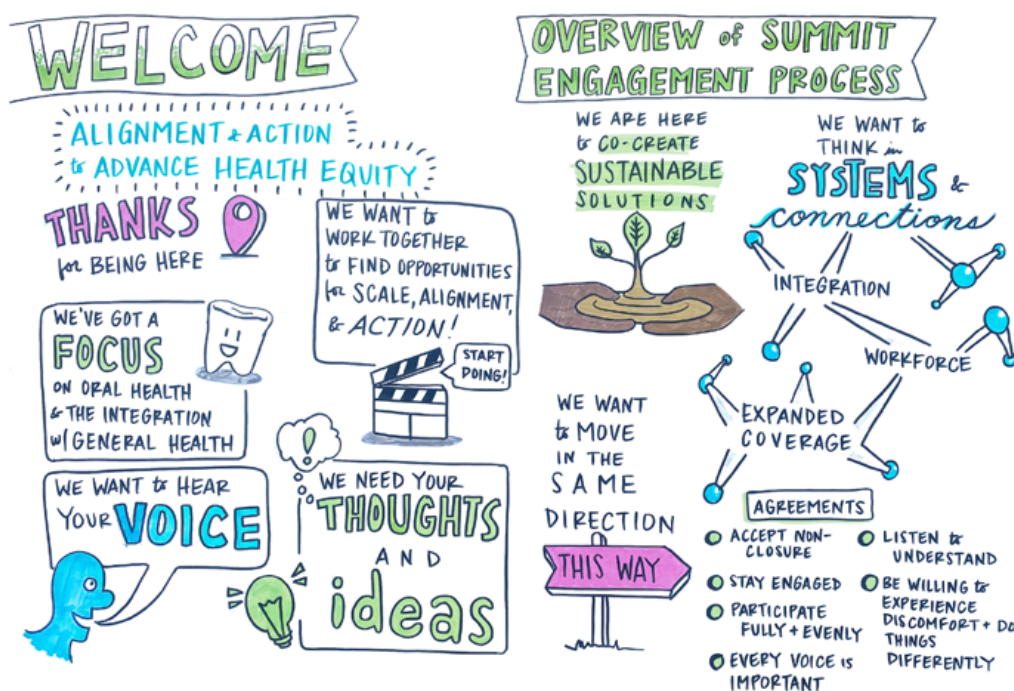 WELCOME
ALIGNMENT & ACTION
to ADVANCE HEALTH EQUITY
THANKS
for BEING HERE
WE WANT to
WORK TOGETHER
to FIND OPPORTUNITIES
for SCALE, ALIGNMENT,
& ACTION!
START
DOING!
WE'VE GOT A
FOCUS
ON ORAL HEALTH
& THE INTEGRATION
w/ GENERAL HEALTH
WE WANT to HEAR
YOUR VOICE
!
WE NEED YOUR
THOUGHTS
AND
ideas
OVERVIEW of SUMMIT
ENGAGEMENT PROCESS
WE ARE HERE
to CO-CREATE
SUSTAINABLE
SOLUTIONS
WE WANT to
THINK in
SYSTEMS &
connections
INTEGRATION
WORKFORCE
EXPANDED
COVERAGE
WE WANT
to MOVE
IN THE
SAME
DIRECTION
THIS WAY
AGREEMENTS
ACCEPT NON-
CLOSURE
STAY ENGAGED
PARTICIPATE
FULLY + EVENLY
EVERY VOICE IS
IMPORTANT
LISTEN to
UNDERSTAND
BE WILLING to
EXPERIENCE
DISCOMFORT + DO
THINGS
DIFFERENTLY